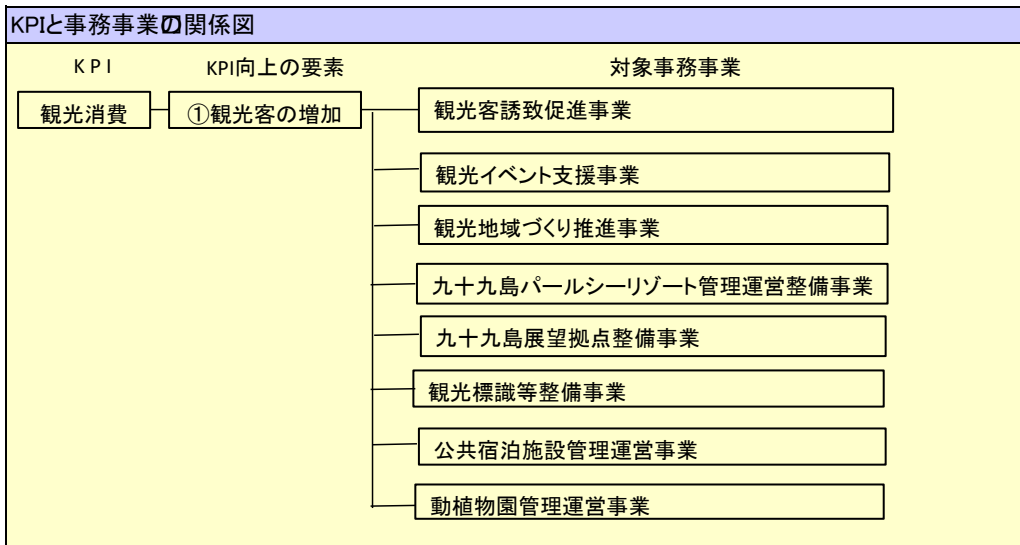 KPIと事務事業の関係図
KPI KPI向上の要素 対象事務事業
観光消費 ①観光客の増加 観光客誘致促進事業
観光イベント支援事業
観光地域づくり推進事業
九十九島パールシーリゾート管理運営整備事業
九十九島展望拠点整備事業
観光標識等整備事業
公共宿泊施設管理運営事業
動植物園管理運営事業